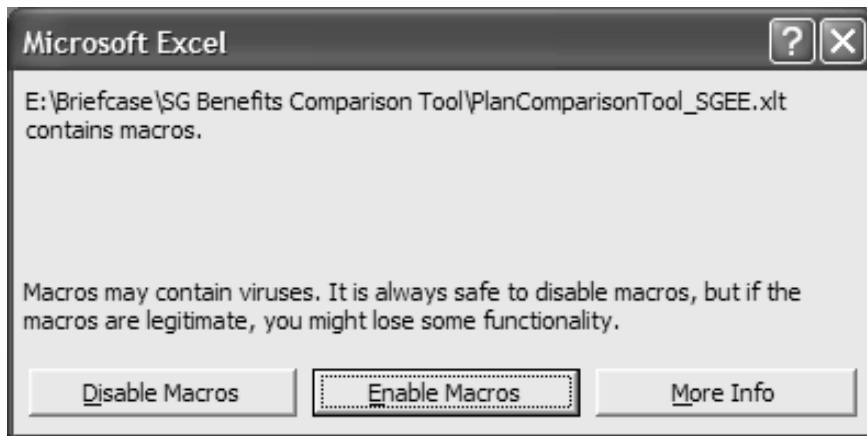 Microsoft Excel
E:\Briefcase\SG Benefits Comparison Tool\PlanComparisonTool_SGEE.xlt
contains macros.
Macros may contain viruses. It is always safe to disable macros, but if the
macros are legitimate, you might lose some functionality.
Disable Macros Enable Macros More Info